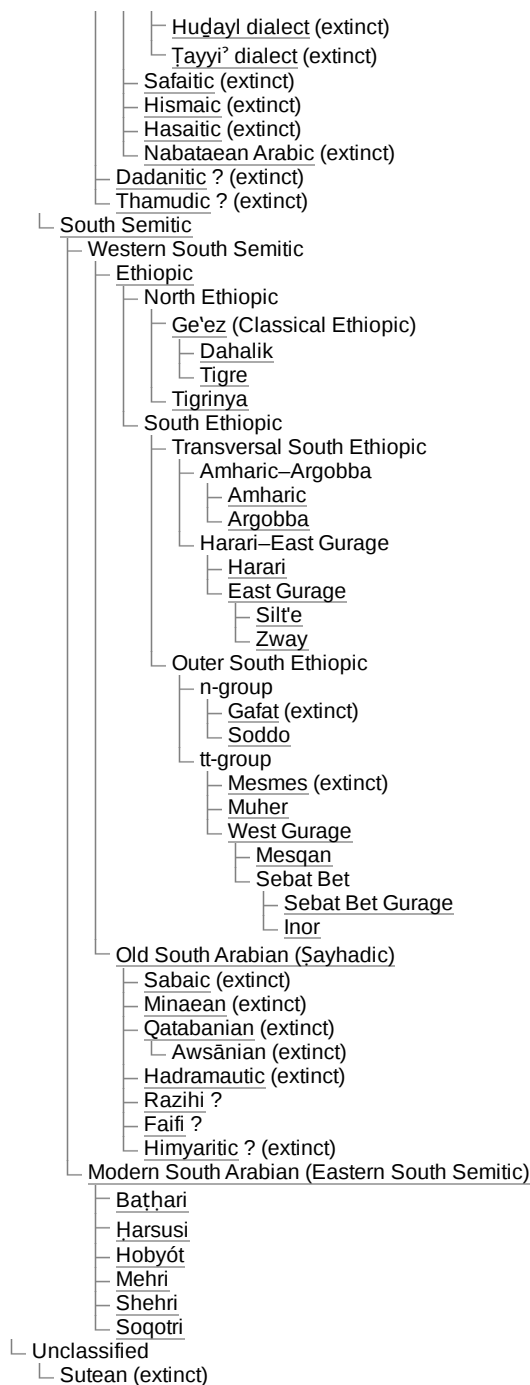 Huḏayl dialect (extinct)
Ṭayyiʾ dialect (extinct)
Safaitic (extinct)
Hismaic (extinct)
Hasaitic (extinct)
Nabataean Arabic (extinct)
Dadanitic ? (extinct)
Thamudic ? (extinct)
South Semitic
Western South Semitic
Ethiopic
North Ethiopic
Geʽez (Classical Ethiopic)
Dahalik
Tigre
Tigrinya
South Ethiopic
Transversal South Ethiopic
Amharic–Argobba
Amharic
Argobba
Harari–East Gurage
Harari
East Gurage
Silt'e
Zway
Outer South Ethiopic
n-group
Gafat (extinct)
Soddo
tt-group
Mesmes (extinct)
Muher
West Gurage
Mesqan
Sebat Bet
Sebat Bet Gurage
Inor
Old South Arabian (Ṣayhadic)
Sabaic (extinct)
Minaean (extinct)
Qatabanian (extinct)
Awsānian (extinct)
Hadramautic (extinct)
Razihi ?
Faifi ?
Himyaritic ? (extinct)
Modern South Arabian (Eastern South Semitic)
Baṭḥari
Ḥarsusi
Hobyót
Mehri
Shehri
Soqotri
Unclassified
Sutean (extinct)